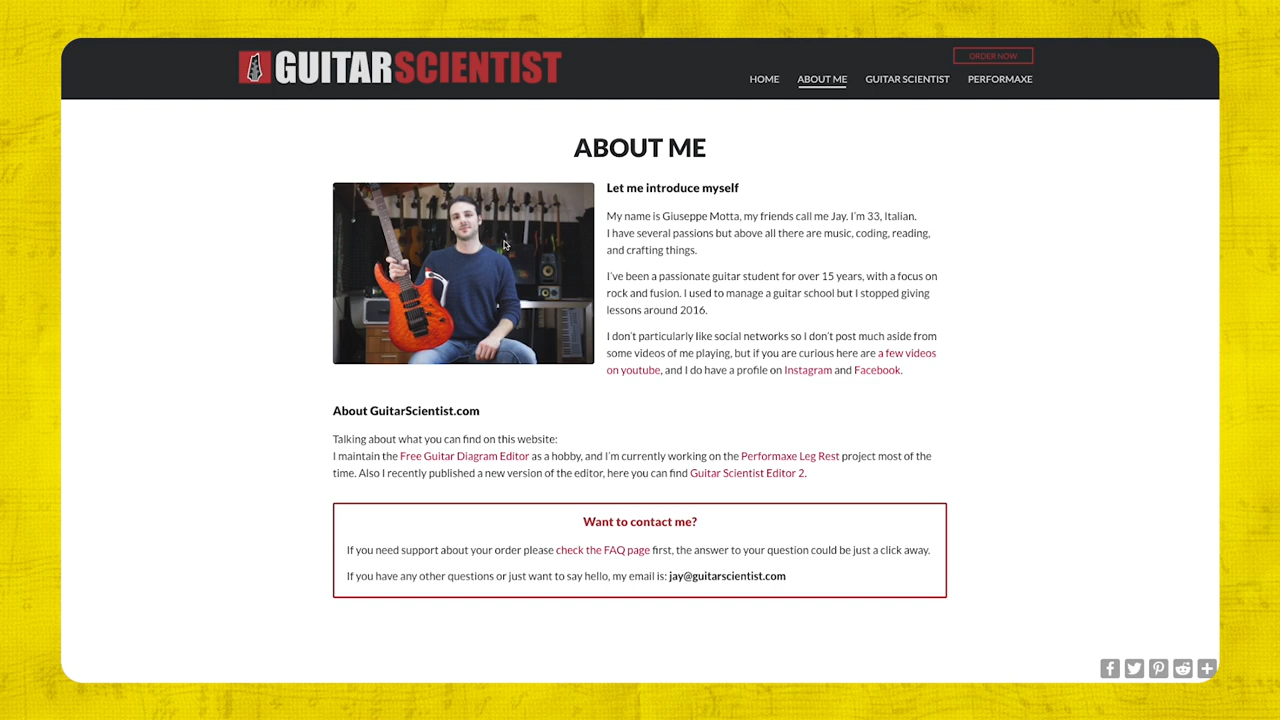 GUITARSCIENTIST
ORDER NOW
HOME ABOUT ME GUITAR SCIENTIST PERFORMAXE
ABOUT ME
Let me introduce myself
My name is Giuseppe Motta, my friends call me Jay. I'm 33, Italian.
I have several passions but above all there are music, coding, reading,
and crafting things.
I've been a passionate guitar student for over 15 years, with a focus on
rock and fusion. I used to manage a guitar school but I stopped giving
lessons around 2016.
I don't particularly like social networks so I don't post much aside from
some videos of me playing, but if you are curious here are a few videos
on youtube, and I do have a profile on Instagram and Facebook.
About GuitarScientist.com
Talking about what you can find on this website:
I maintain the Free Guitar Diagram Editor as a hobby, and I'm currently working on the Performaxe Leg Rest project most of the
time. Also I recently published a new version of the editor, here you can find Guitar Scientist Editor 2.
Want to contact me?
If you need support about your order please check the FAQ page first, the answer to your question could be just a click away.
If you have any other questions or just want to say hello, my email is: jay@guitarscientist.com